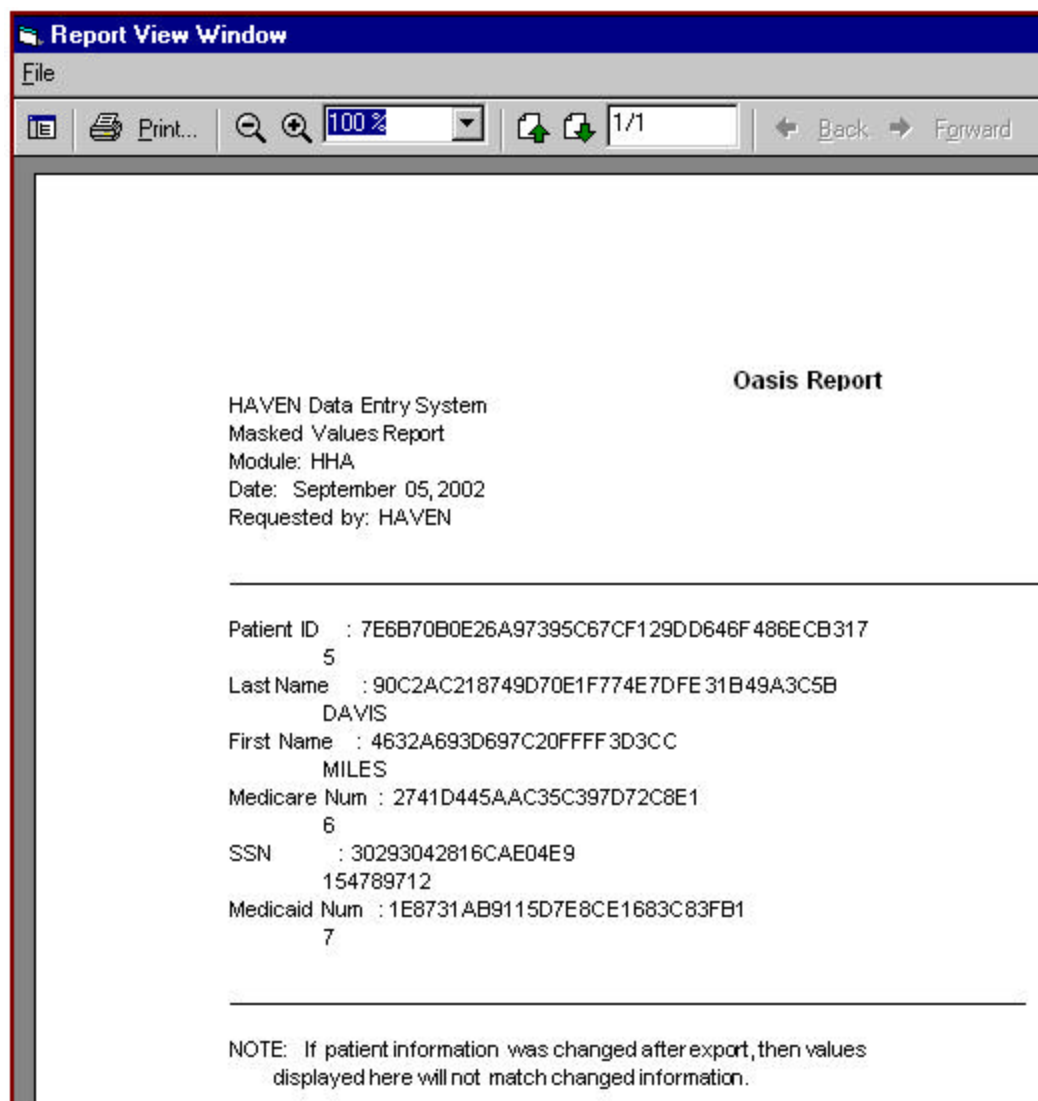 Report View Window
File
Print... 100 % 1/1 Back Forward
Oasis Report
HAVEN Data Entry System
Masked Values Report
Module: HHA
Date: September 05, 2002
Requested by: HAVEN
Patient ID : 7E6B70B0E26A97395C67CF129DD646F486ECB317
5
Last Name : 90C2AC218749D70E1F774E7DFE31B49A3C5B
DAVIS
First Name : 4632A693D697C20FFFF3D3CC
MILES
Medicare Num : 2741D445AAC35C397D72C8E1
6
SSN : 30293042816CAE04E9
154789712
Medicaid Num : 1E8731AB9115D7E8CE1683C83FB1
7
NOTE: If patient information was changed after export, then values
displayed here will not match changed information.